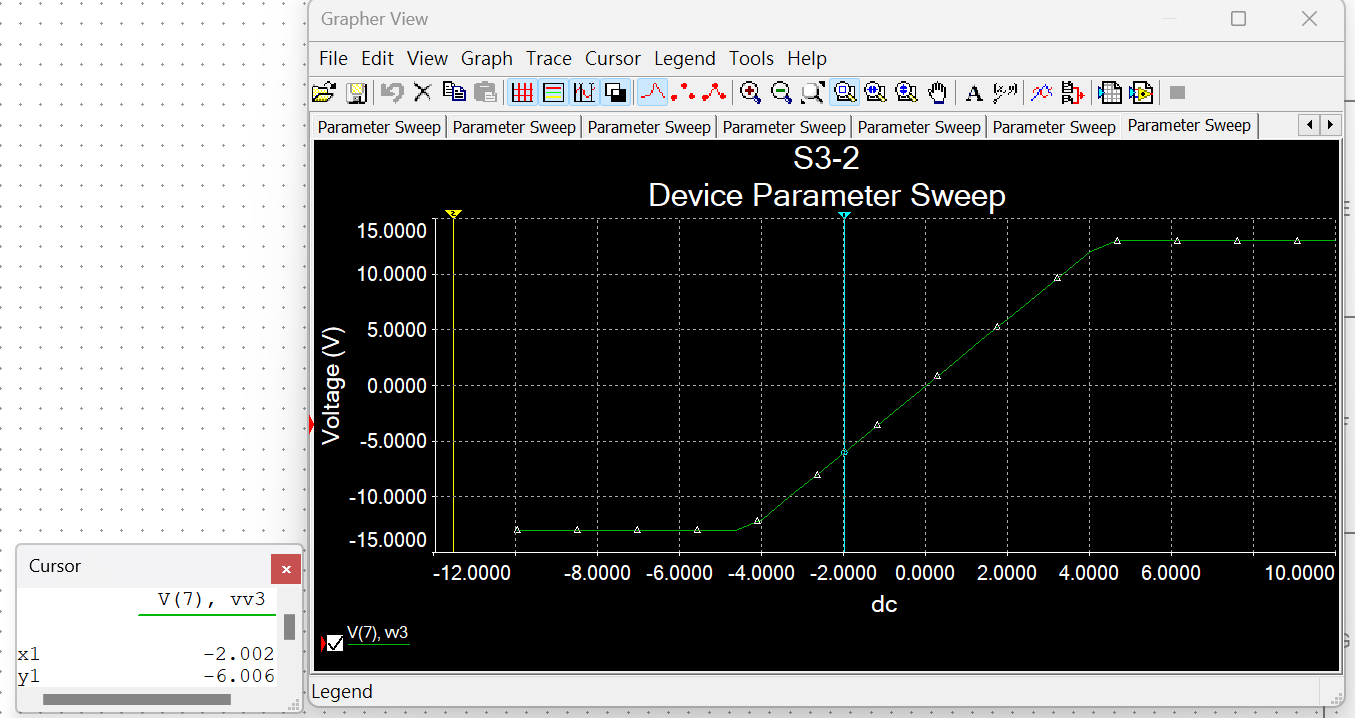 Grapher View
File Edit View Graph Trace Cursor Legend Tools Help
Parameter Sweep Parameter Sweep Parameter Sweep Parameter Sweep Parameter Sweep Parameter Sweep Parameter Sweep
S3-2
Device Parameter Sweep
2 1
15.0000
10.0000
5.0000
0.0000
-5.0000
-10.0000
-15.0000
Voltage (V)
-12.0000 -8.0000 -6.0000 -4.0000 -2.0000 0.0000 2.0000 4.0000 6.0000 10.0000
dc
V(7), vv3
Legend
Cursor
V(7), vv3
x1 -2.002
y1 -6.006